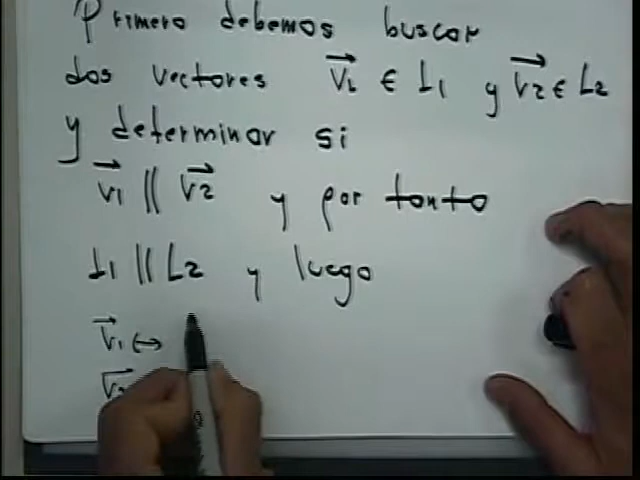 Primero debemos buscar
dos vectores V₁ ∈ L₁ y V₂ ∈ L₂
y determinar si
V₁ || V₂ y por tanto
L₁ || L₂ y luego
V₁ ↔
V₂